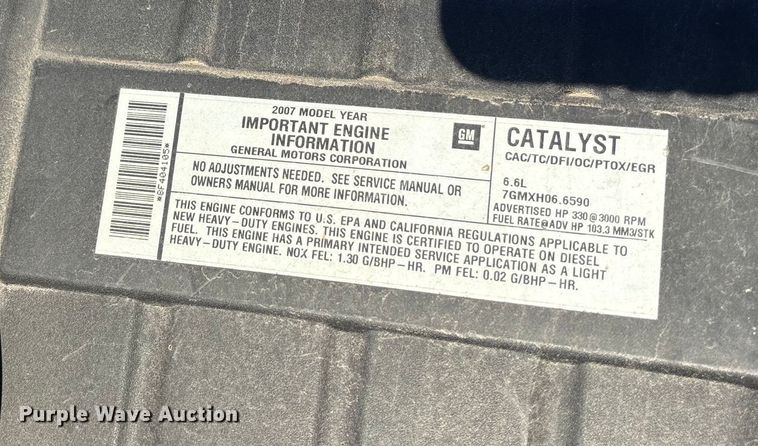 *8F404105*
2007 MODEL YEAR
IMPORTANT ENGINE
INFORMATION
GENERAL MOTORS CORPORATION
GM
NO ADJUSTMENTS NEEDED. SEE SERVICE MANUAL OR
OWNERS MANUAL FOR MORE INFORMATION.
CATALYST
CAC/TC/DFI/OC/PTOX/EGR
6.6L
7GMXH06.6590
ADVERTISED HP 330@3000 RPM
FUEL RATE@ADV HP 103.3 MM3/STK
THIS ENGINE CONFORMS TO U.S. EPA AND CALIFORNIA REGULATIONS APPLICABLE TO
NEW HEAVY-DUTY ENGINES. THIS ENGINE IS CERTIFIED TO OPERATE ON DIESEL
FUEL. THIS ENGINE HAS A PRIMARY INTENDED SERVICE APPLICATION AS A LIGHT
HEAVY-DUTY ENGINE. NOX FEL: 1.30 G/BHP-HR. PM FEL: 0.02 G/BHP-HR.
Purple Wave Auction